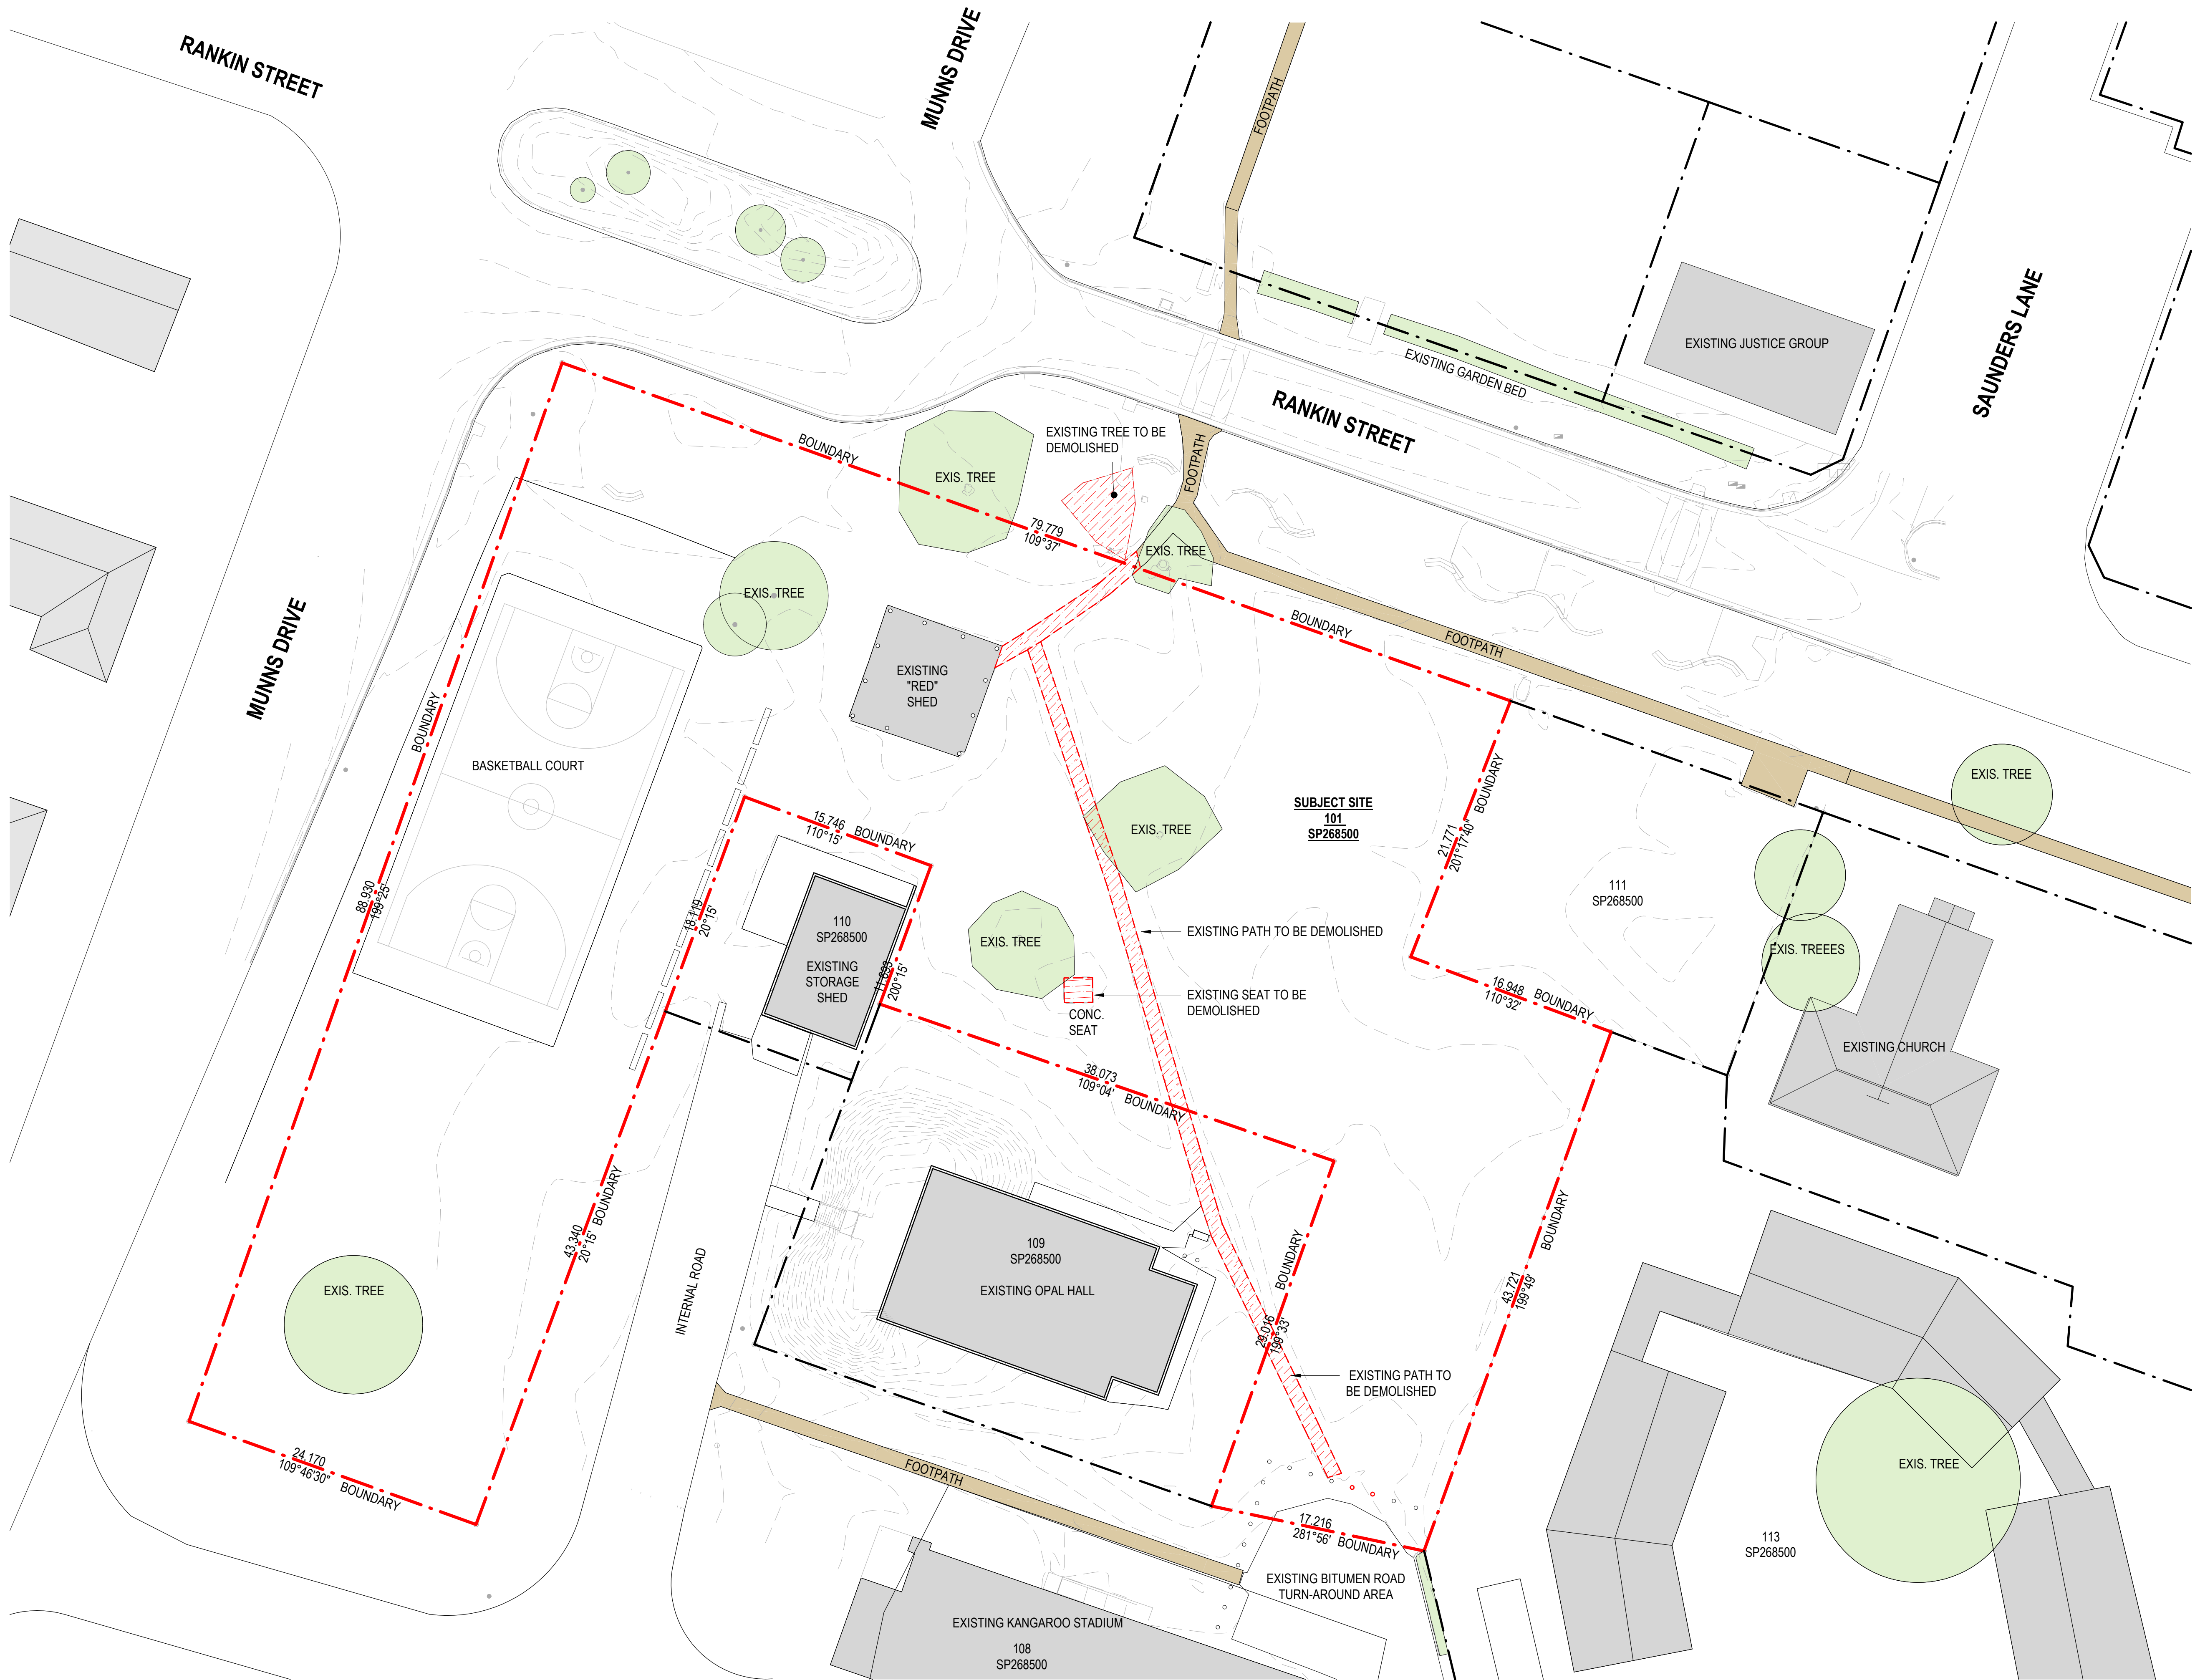 RANKIN STREET
MUNNS DRIVE
FOOTPATH
EXISTING JUSTICE GROUP
SAUNDERS LANE
EXISTING GARDEN BED
RANKIN STREET
EXISTING TREE TO BE
DEMOLISHED
FOOTPATH
BOUNDARY
EXIS. TREE
79.779
109°37'
EXIS. TREE
EXIS. TREE
BOUNDARY
FOOTPATH
MUNNS DRIVE
EXISTING
"RED"
SHED
BOUNDARY
BASKETBALL COURT
EXIS. TREE
SUBJECT SITE
101
SP268500
EXIS. TREE
15.746 BOUNDARY
110°15'
21.771 BOUNDARY
201°17'40"
111
SP268500
88.930
199°25'
18.119
20°15'
110
SP268500
EXISTING
STORAGE
SHED
11.693
200°15'
EXIS. TREE
EXISTING PATH TO BE DEMOLISHED
EXIS. TREEES
EXISTING SEAT TO BE
DEMOLISHED
CONC.
SEAT
16.948 BOUNDARY
110°32'
EXISTING CHURCH
38.073
109°04' BOUNDARY
43.340
20°15' BOUNDARY
INTERNAL ROAD
109
SP268500
EXISTING OPAL HALL
BOUNDARY
29.016
199°33'
BOUNDARY
43.721
199°49'
EXIS. TREE
EXISTING PATH TO
BE DEMOLISHED
24.170
109°46'30" BOUNDARY
FOOTPATH
EXIS. TREE
17.216
281°56' BOUNDARY
113
SP268500
EXISTING BITUMEN ROAD
TURN-AROUND AREA
EXISTING KANGAROO STADIUM
108
SP268500